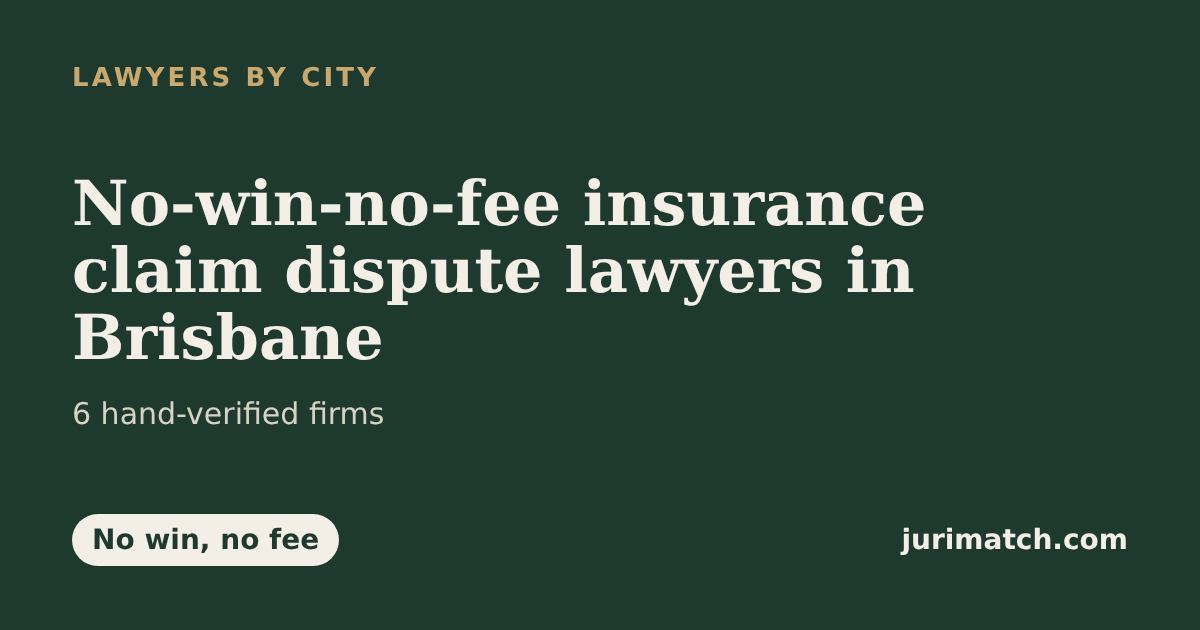 LAWYERS BY CITY
No-win-no-fee insurance
claim dispute lawyers in
Brisbane
6 hand-verified firms
No win, no fee
jurimatch.com